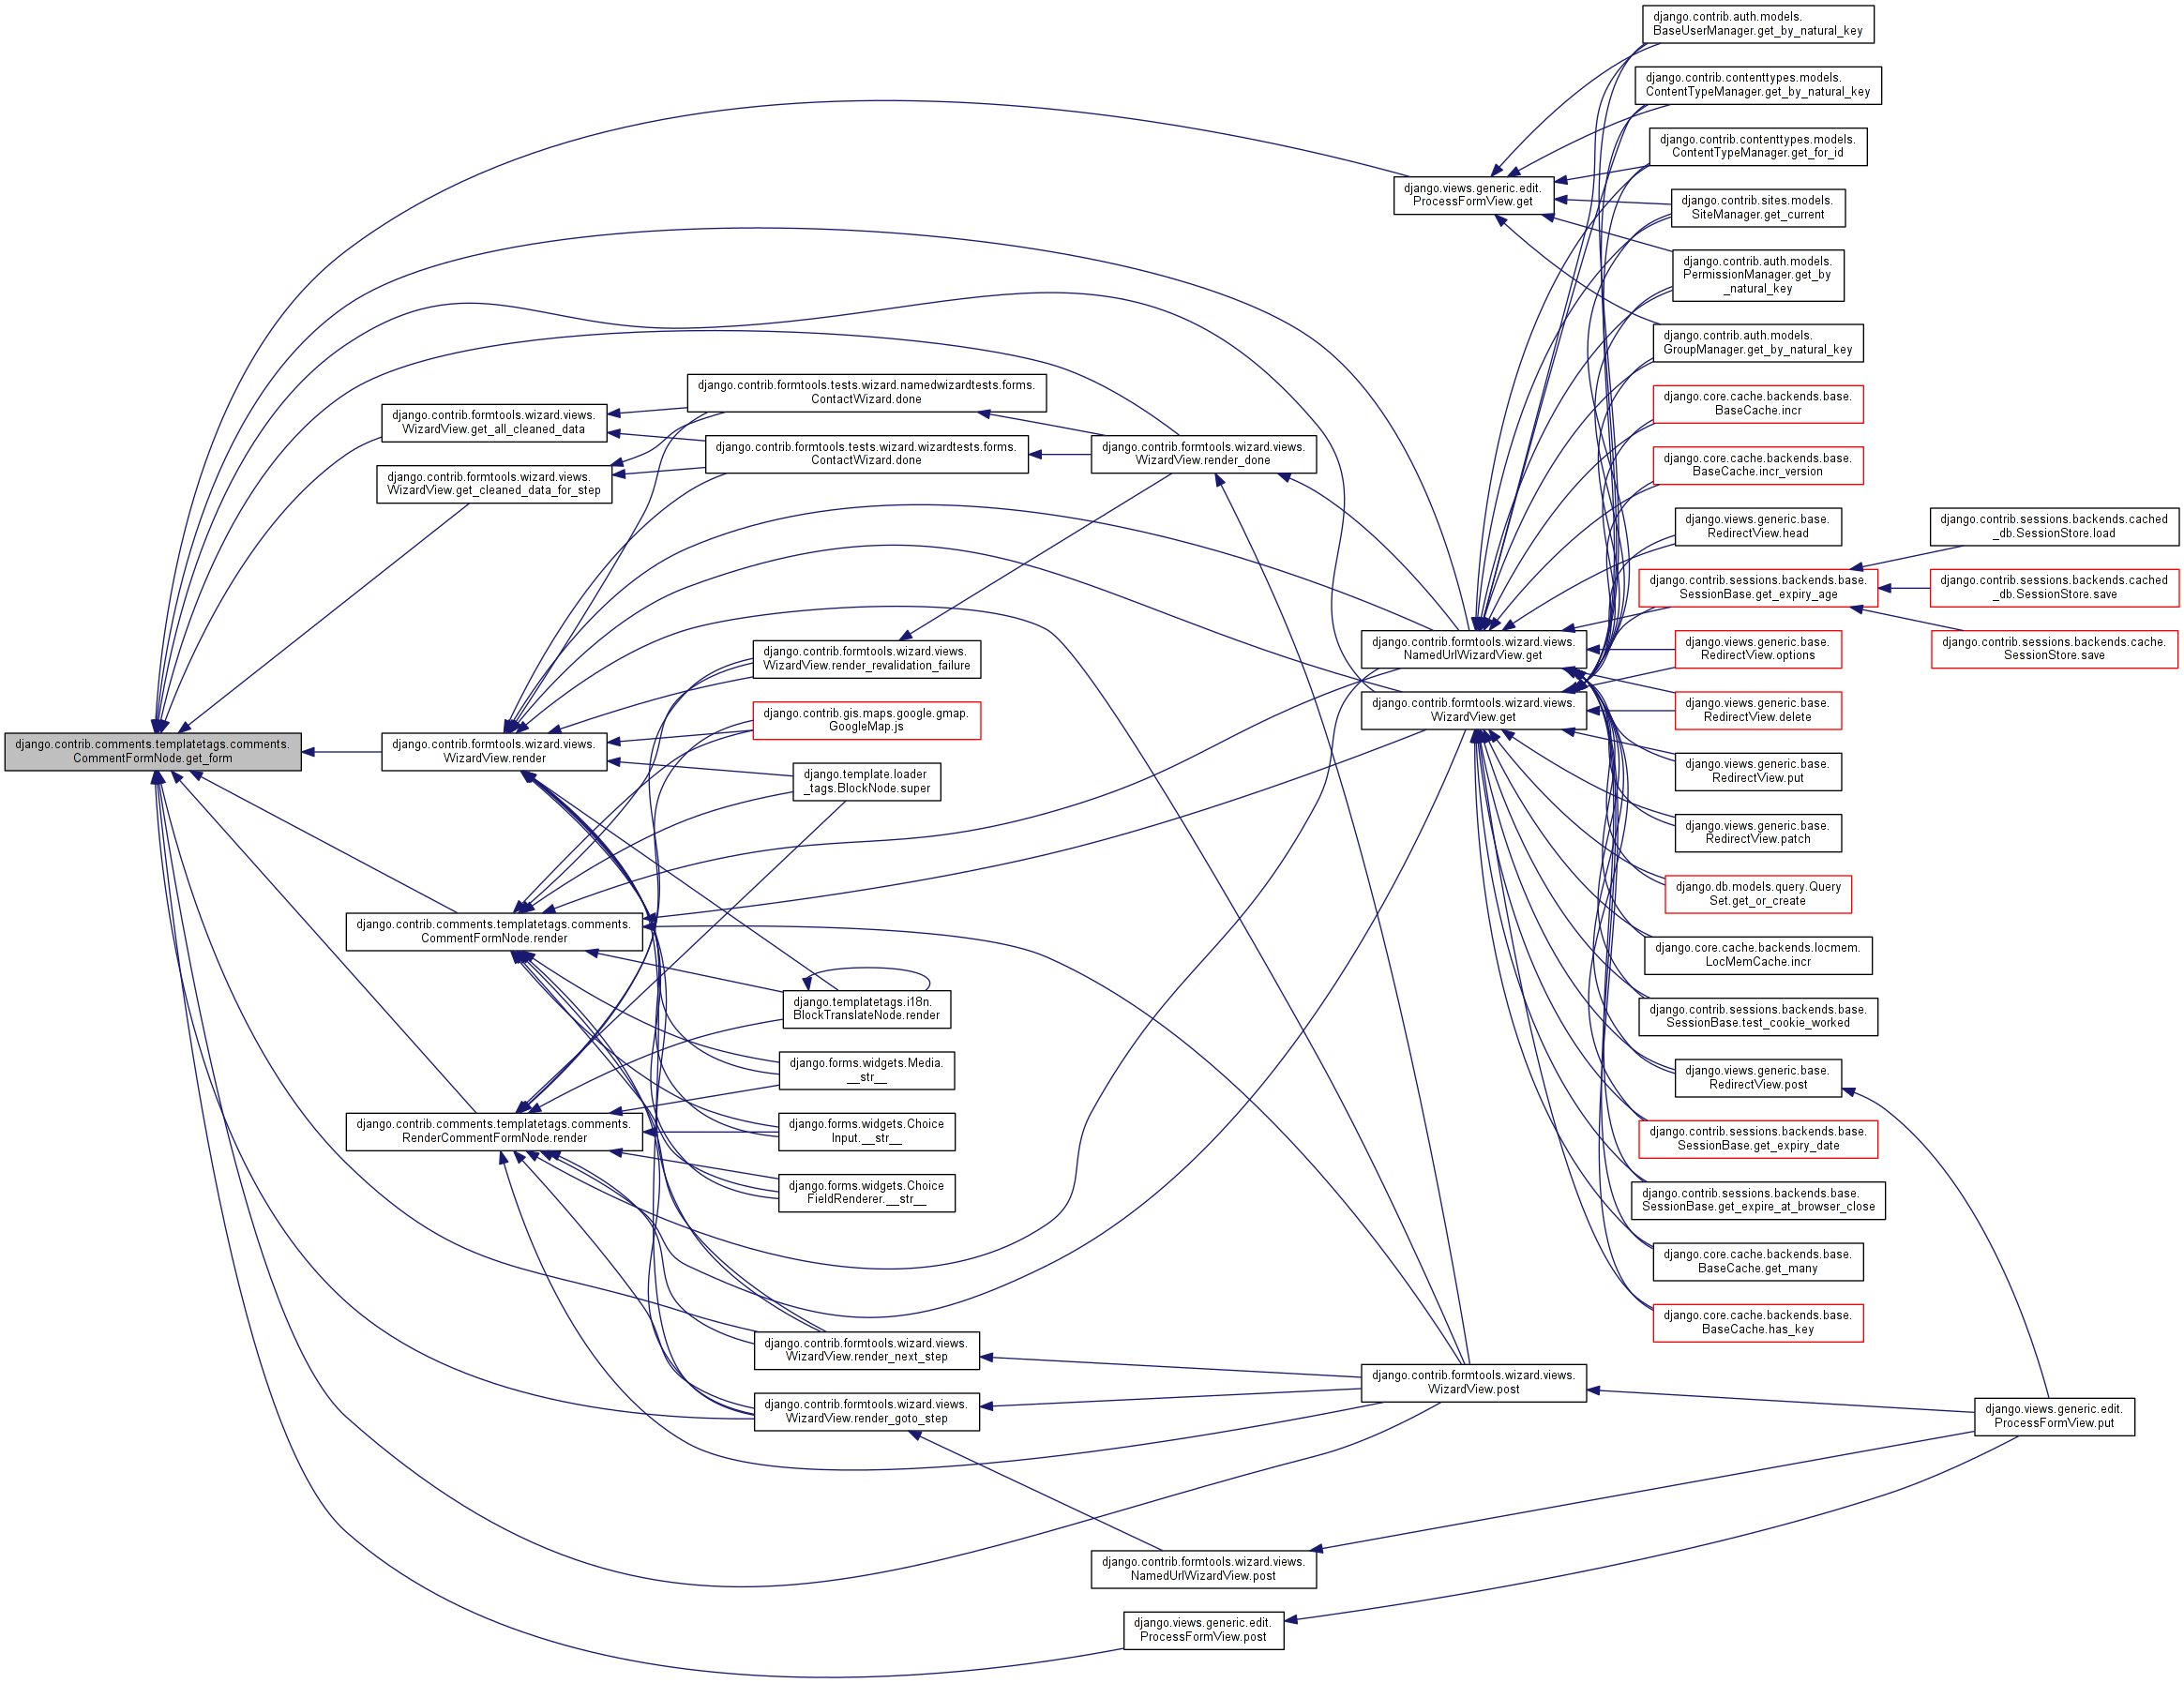 django.contrib.comments.templatetags.comments.
CommentFormNode.get_form
django.contrib.formtools.wizard.views.
WizardView.get_all_cleaned_data
django.contrib.formtools.wizard.views.
WizardView.get_cleaned_data_for_step
django.contrib.formtools.wizard.views.
WizardView.render
django.contrib.comments.templatetags.comments.
CommentFormNode.render
django.contrib.comments.templatetags.comments.
RenderCommentFormNode.render
django.contrib.formtools.tests.wizard.namedwizardtests.forms.
ContactWizard.done
django.contrib.formtools.tests.wizard.wizardtests.forms.
ContactWizard.done
django.contrib.formtools.wizard.views.
WizardView.render_revalidation_failure
django.contrib.gis.maps.google.gmap.
GoogleMap.js
django.template.loader
_tags.BlockNode.super
django.templatetags.i18n.
BlockTranslateNode.render
django.forms.widgets.Media.
__str__
django.forms.widgets.Choice
Input.__str__
django.forms.widgets.Choice
FieldRenderer.__str__
django.contrib.formtools.wizard.views.
WizardView.render_next_step
django.contrib.formtools.wizard.views.
WizardView.render_goto_step
django.contrib.formtools.wizard.views.
WizardView.render_done
django.contrib.formtools.wizard.views.
NamedUrlWizardView.post
django.views.generic.edit.
ProcessFormView.post
django.views.generic.edit.
ProcessFormView.get
django.contrib.formtools.wizard.views.
NamedUrlWizardView.get
django.contrib.formtools.wizard.views.
WizardView.get
django.contrib.formtools.wizard.views.
WizardView.post
django.contrib.auth.models.
BaseUserManager.get_by_natural_key
django.contrib.contenttypes.models.
ContentTypeManager.get_by_natural_key
django.contrib.contenttypes.models.
ContentTypeManager.get_for_id
django.contrib.sites.models.
SiteManager.get_current
django.contrib.auth.models.
PermissionManager.get_by
_natural_key
django.contrib.auth.models.
GroupManager.get_by_natural_key
django.core.cache.backends.base.
BaseCache.incr
django.core.cache.backends.base.
BaseCache.incr_version
django.views.generic.base.
RedirectView.head
django.contrib.sessions.backends.base.
SessionBase.get_expiry_age
django.views.generic.base.
RedirectView.options
django.views.generic.base.
RedirectView.delete
django.views.generic.base.
RedirectView.put
django.views.generic.base.
RedirectView.patch
django.db.models.query.Query
Set.get_or_create
django.core.cache.backends.locmem.
LocMemCache.incr
django.contrib.sessions.backends.base.
SessionBase.test_cookie_worked
django.views.generic.base.
RedirectView.post
django.contrib.sessions.backends.base.
SessionBase.get_expiry_date
django.contrib.sessions.backends.base.
SessionBase.get_expire_at_browser_close
django.core.cache.backends.base.
BaseCache.get_many
django.core.cache.backends.base.
BaseCache.has_key
django.contrib.sessions.backends.cached
_db.SessionStore.load
django.contrib.sessions.backends.cached
_db.SessionStore.save
django.contrib.sessions.backends.cache.
SessionStore.save
django.views.generic.edit.
ProcessFormView.put